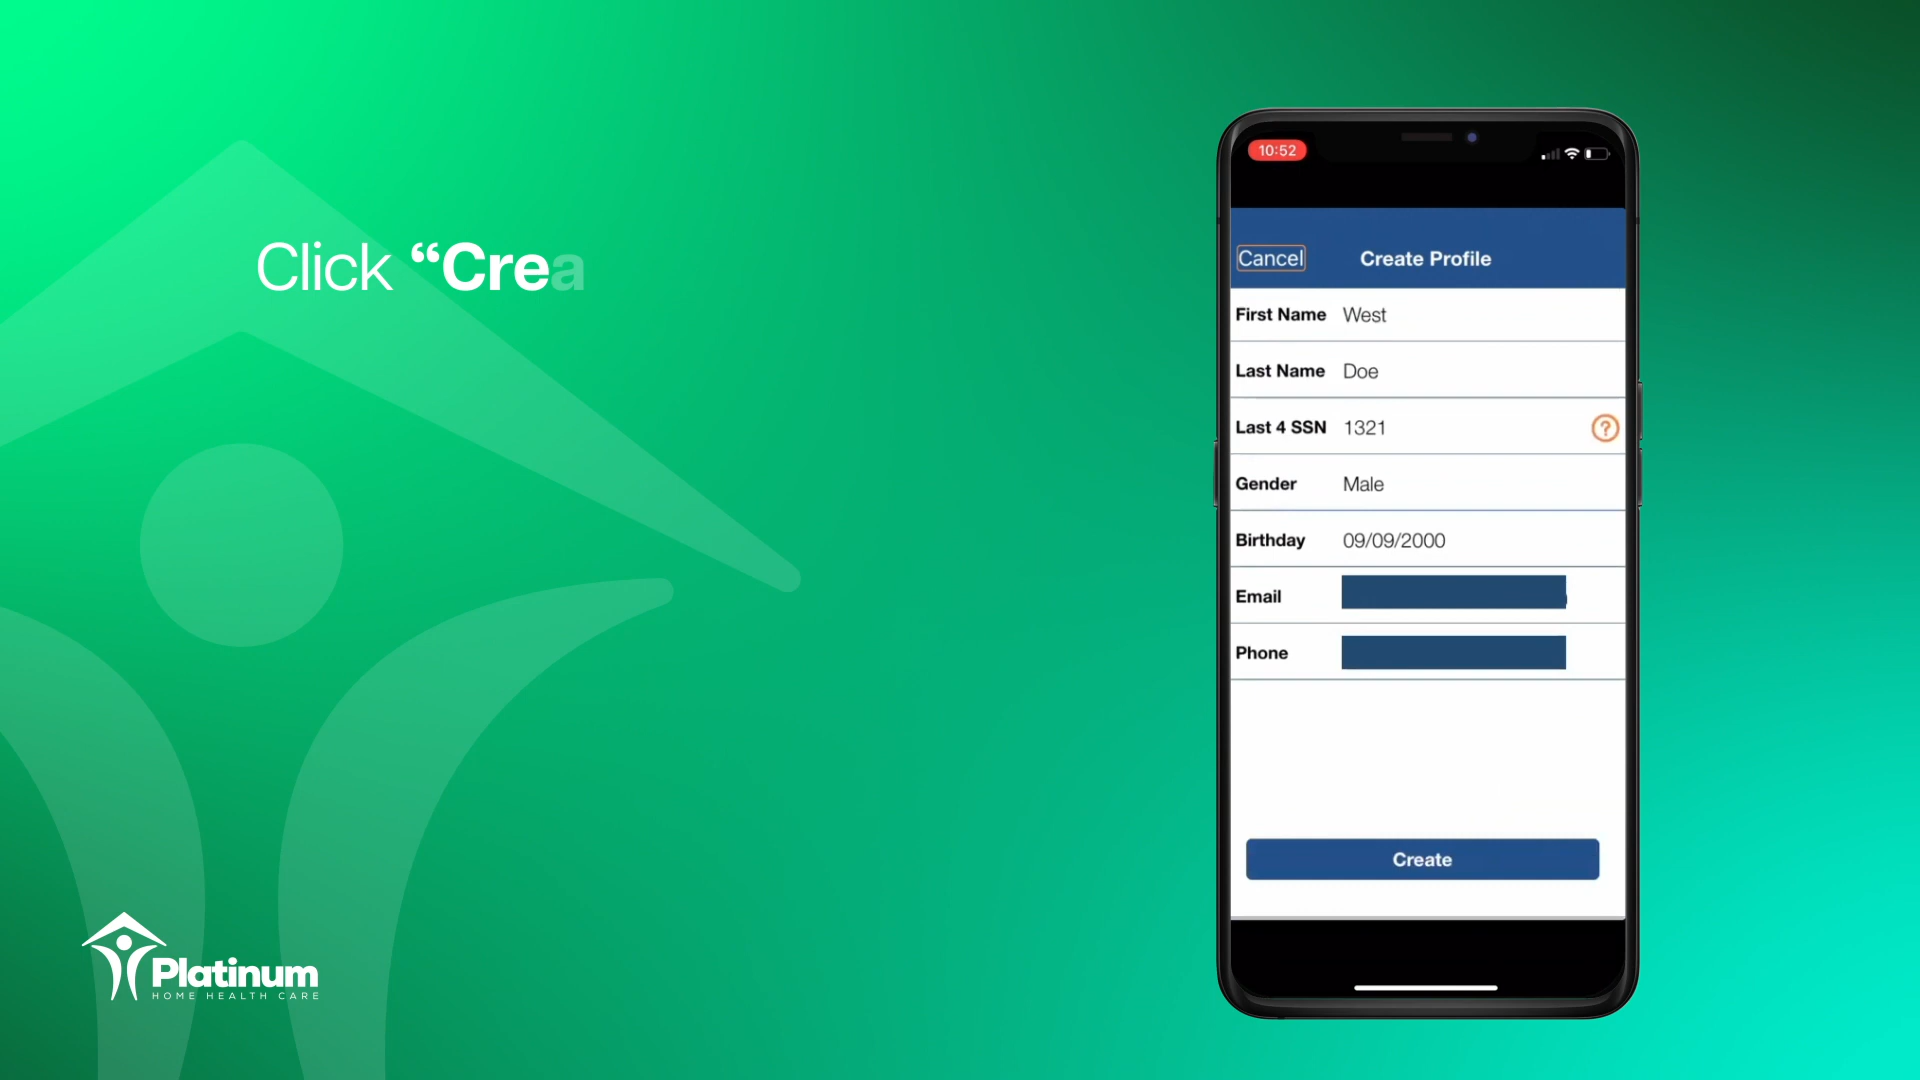 Click “Crea
10:52
Cancel Create Profile
First Name West
Last Name Doe
Last 4 SSN 1321 ?
Gender Male
Birthday 09/09/2000
Email
Phone
Create
Platinum
HOME HEALTH CARE